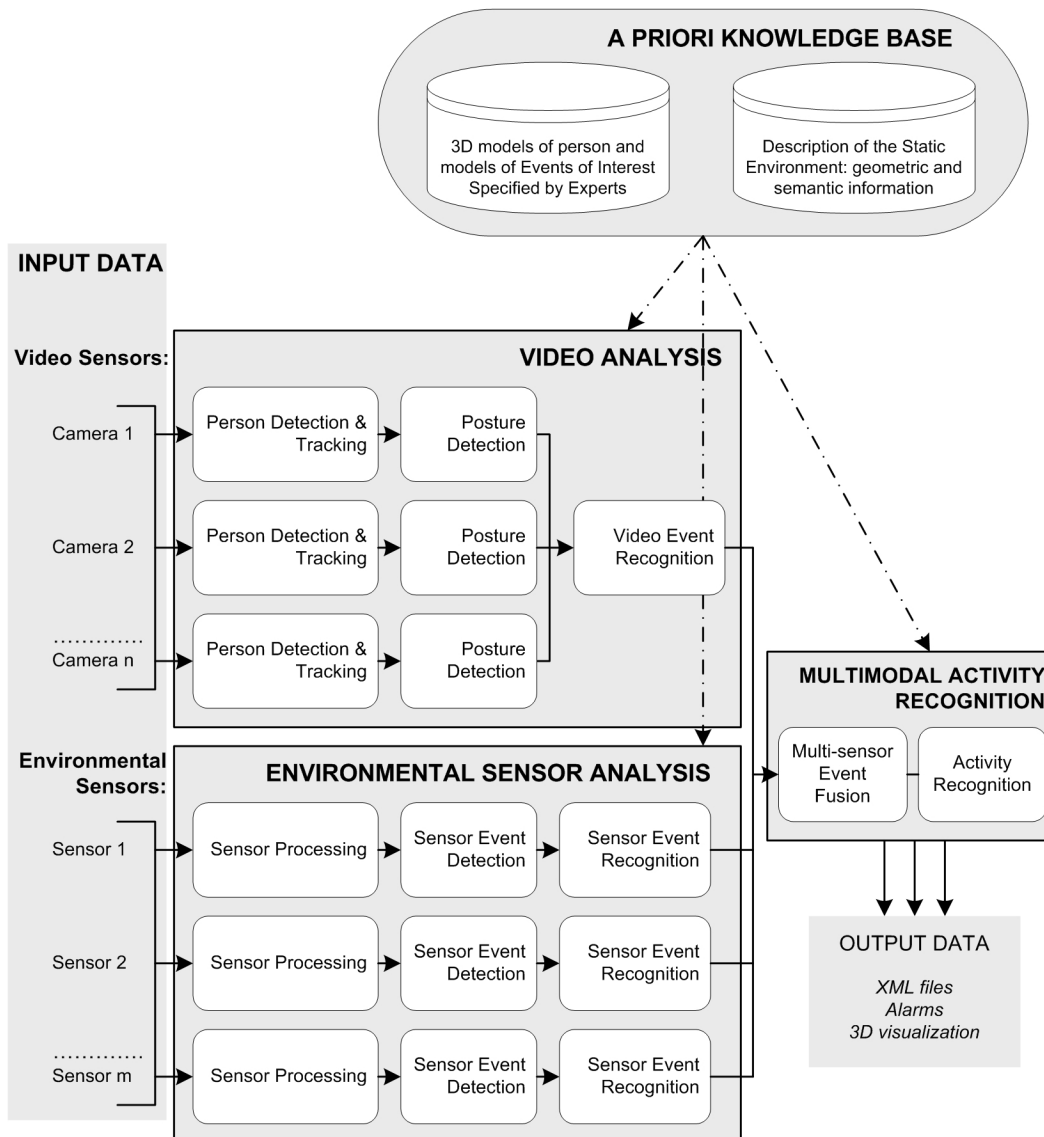 A PRIORI KNOWLEDGE BASE
3D models of person and
models of Events of Interest
Specified by Experts
Description of the Static
Environment: geometric and
semantic information
INPUT DATA
Video Sensors:
Camera 1
Camera 2
....................
Camera n
VIDEO ANALYSIS
Person Detection &
Tracking
Posture
Detection
Person Detection &
Tracking
Posture
Detection
Video Event
Recognition
Person Detection &
Tracking
Posture
Detection
Environmental
Sensors:
Sensor 1
Sensor 2
....................
Sensor m
ENVIRONMENTAL SENSOR ANALYSIS
Sensor Processing
Sensor Event
Detection
Sensor Event
Recognition
Sensor Processing
Sensor Event
Detection
Sensor Event
Recognition
Sensor Processing
Sensor Event
Detection
Sensor Event
Recognition
MULTIMODAL ACTIVITY
RECOGNITION
Multi-sensor
Event
Fusion
Activity
Recognition
OUTPUT DATA
XML files
Alarms
3D visualization